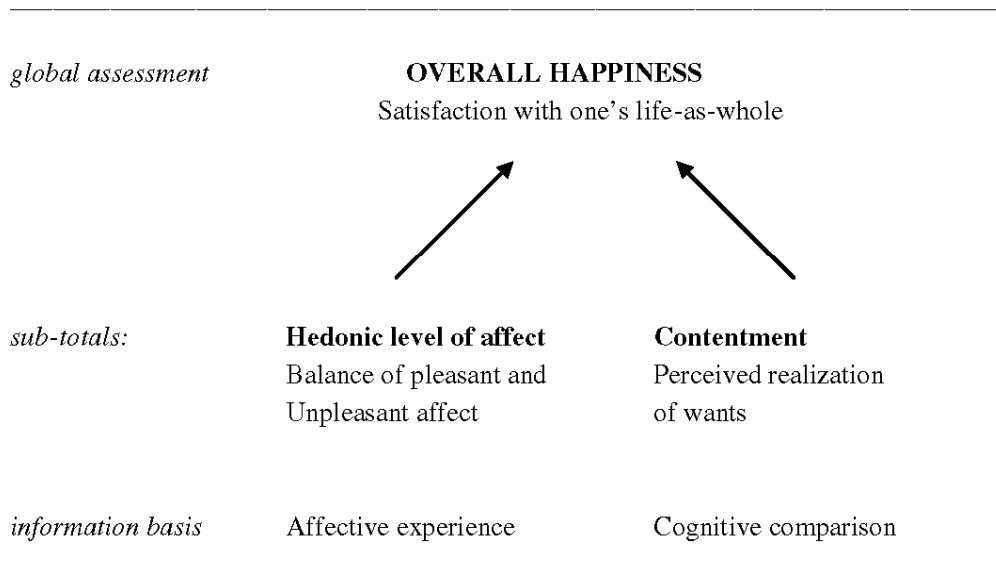 global assessment OVERALL HAPPINESS
Satisfaction with one's life-as-whole
sub-totals: Hedonic level of affect Contentment
Balance of pleasant and Perceived realization
Unpleasant affect of wants
information basis Affective experience Cognitive comparison